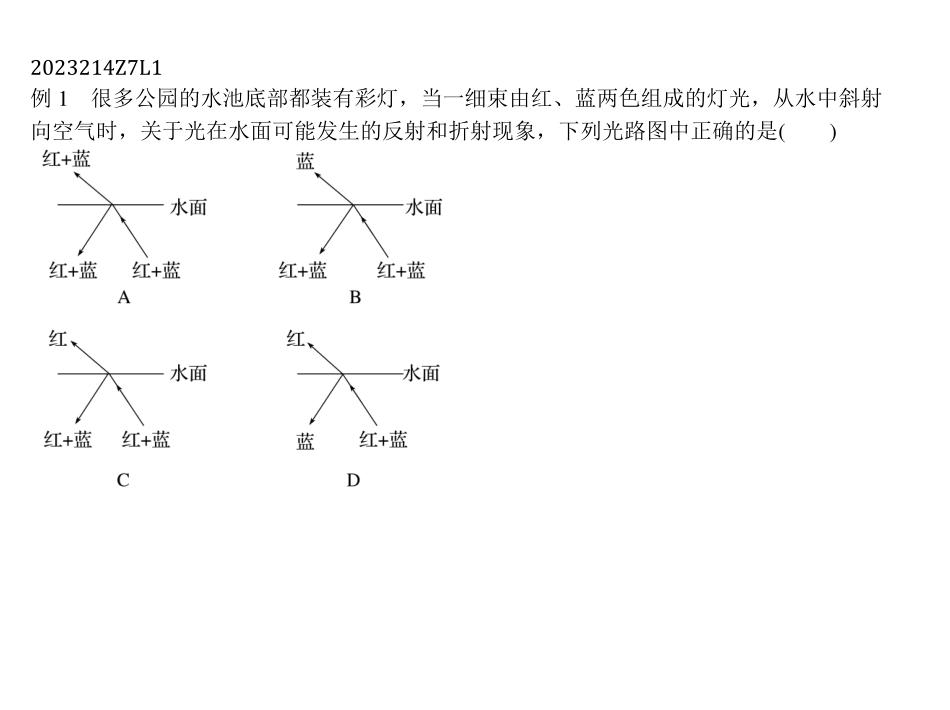 2023214Z7L1
例 1 很多公园的水池底部都装有彩灯，当一细束由红、蓝两色组成的灯光，从水中斜射
向空气时，关于光在水面可能发生的反射和折射现象，下列光路图中正确的是( )
红+蓝 蓝
水面 水面
红+蓝 红+蓝 红+蓝 红+蓝
A B
红 红
水面 水面
红+蓝 红+蓝 蓝 红+蓝
C D